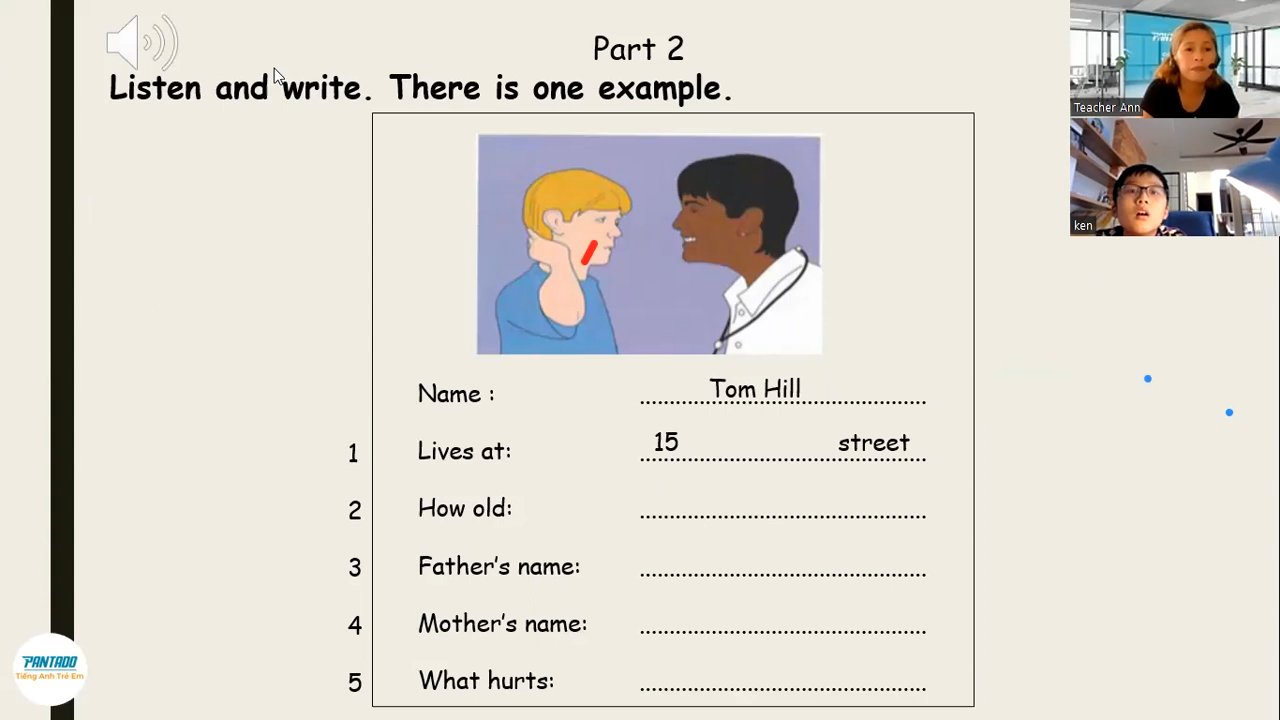 Part 2
Listen and write. There is one example.
Teacher Ann
ken
Name : Tom Hill
1 Lives at: 15 street
2 How old:
3 Father's name:
4 Mother's name:
5 What hurts:
PANTADO
Tiếng Anh Trẻ Em